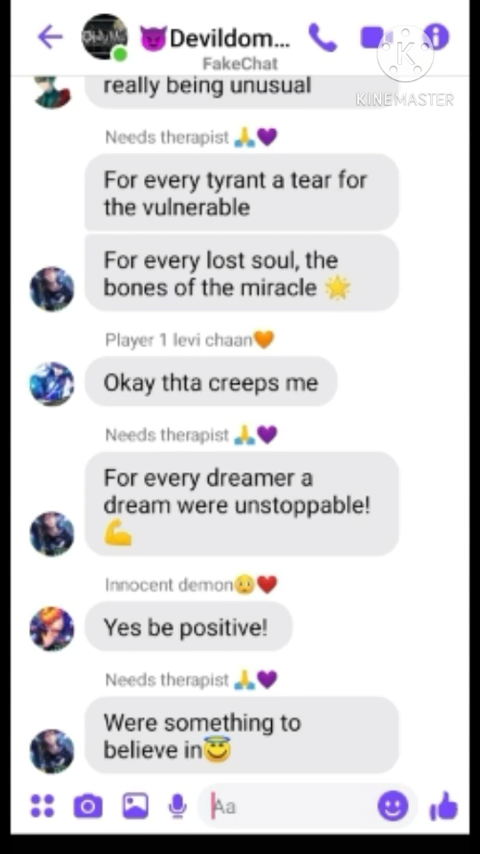 😈Devildom...
FakeChat
K
KINEMASTER
really being unusual
Needs therapist 🙏💜
For every tyrant a tear for
the vulnerable
For every lost soul, the
bones of the miracle 🌟
Player 1 levi chaan🧡
Okay thta creeps me
Needs therapist 🙏💜
For every dreamer a
dream were unstoppable!
💪
Innocent demon🥺❤️
Yes be positive!
Needs therapist 🙏💜
Were something to
believe in😇
Aa